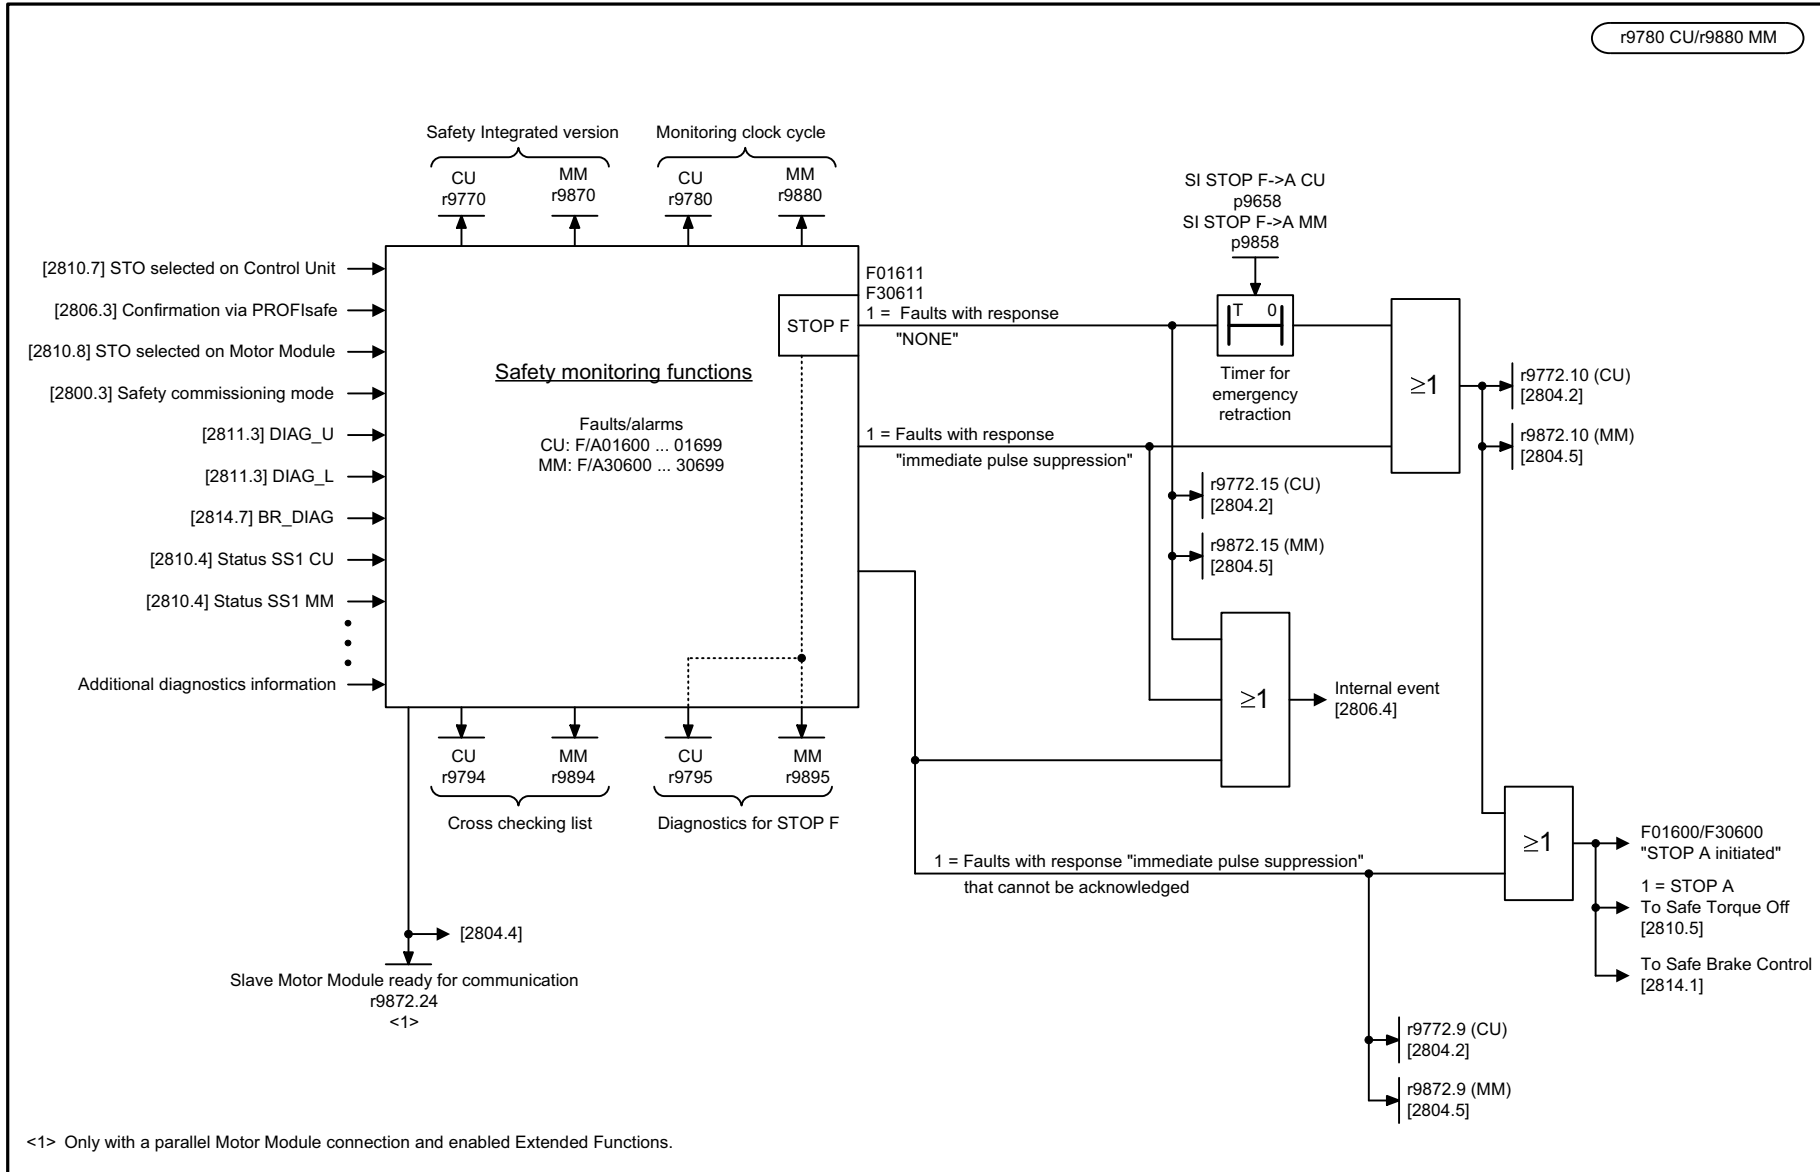 r9780 CU/r9880 MM
Safety Integrated version
Monitoring clock cycle
CU
r9770
MM
r9870
CU
r9780
MM
r9880
SI STOP F->A CU
p9658
SI STOP F->A MM
p9858
[2810.7] STO selected on Control Unit
[2806.3] Confirmation via PROFIsafe
[2810.8] STO selected on Motor Module
[2800.3] Safety commissioning mode
[2811.3] DIAG_U
[2811.3] DIAG_L
[2814.7] BR_DIAG
[2810.4] Status SS1 CU
[2810.4] Status SS1 MM
Additional diagnostics information
Safety monitoring functions
Faults/alarms
CU: F/A01600 ... 01699
MM: F/A30600 ... 30699
STOP F
F01611
F30611
1 = Faults with response
"NONE"
T 0
Timer for
emergency
retraction
≥1
r9772.10 (CU)
[2804.2]
r9872.10 (MM)
[2804.5]
1 = Faults with response
"immediate pulse suppression"
r9772.15 (CU)
[2804.2]
r9872.15 (MM)
[2804.5]
≥1
Internal event
[2806.4]
CU
r9794
MM
r9894
CU
r9795
MM
r9895
Cross checking list
Diagnostics for STOP F
1 = Faults with response "immediate pulse suppression"
that cannot be acknowledged
≥1
F01600/F30600
"STOP A initiated"
1 = STOP A
To Safe Torque Off
[2810.5]
To Safe Brake Control
[2814.1]
[2804.4]
Slave Motor Module ready for communication
r9872.24
<1>
r9772.9 (CU)
[2804.2]
r9872.9 (MM)
[2804.5]
<1> Only with a parallel Motor Module connection and enabled Extended Functions.